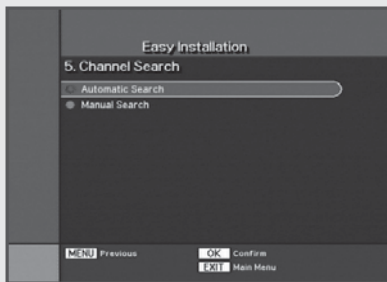 Easy Installation
5. Channel Search
Automatic Search
Manual Search
MENU Previous OK Confirm
EXIT Main Menu